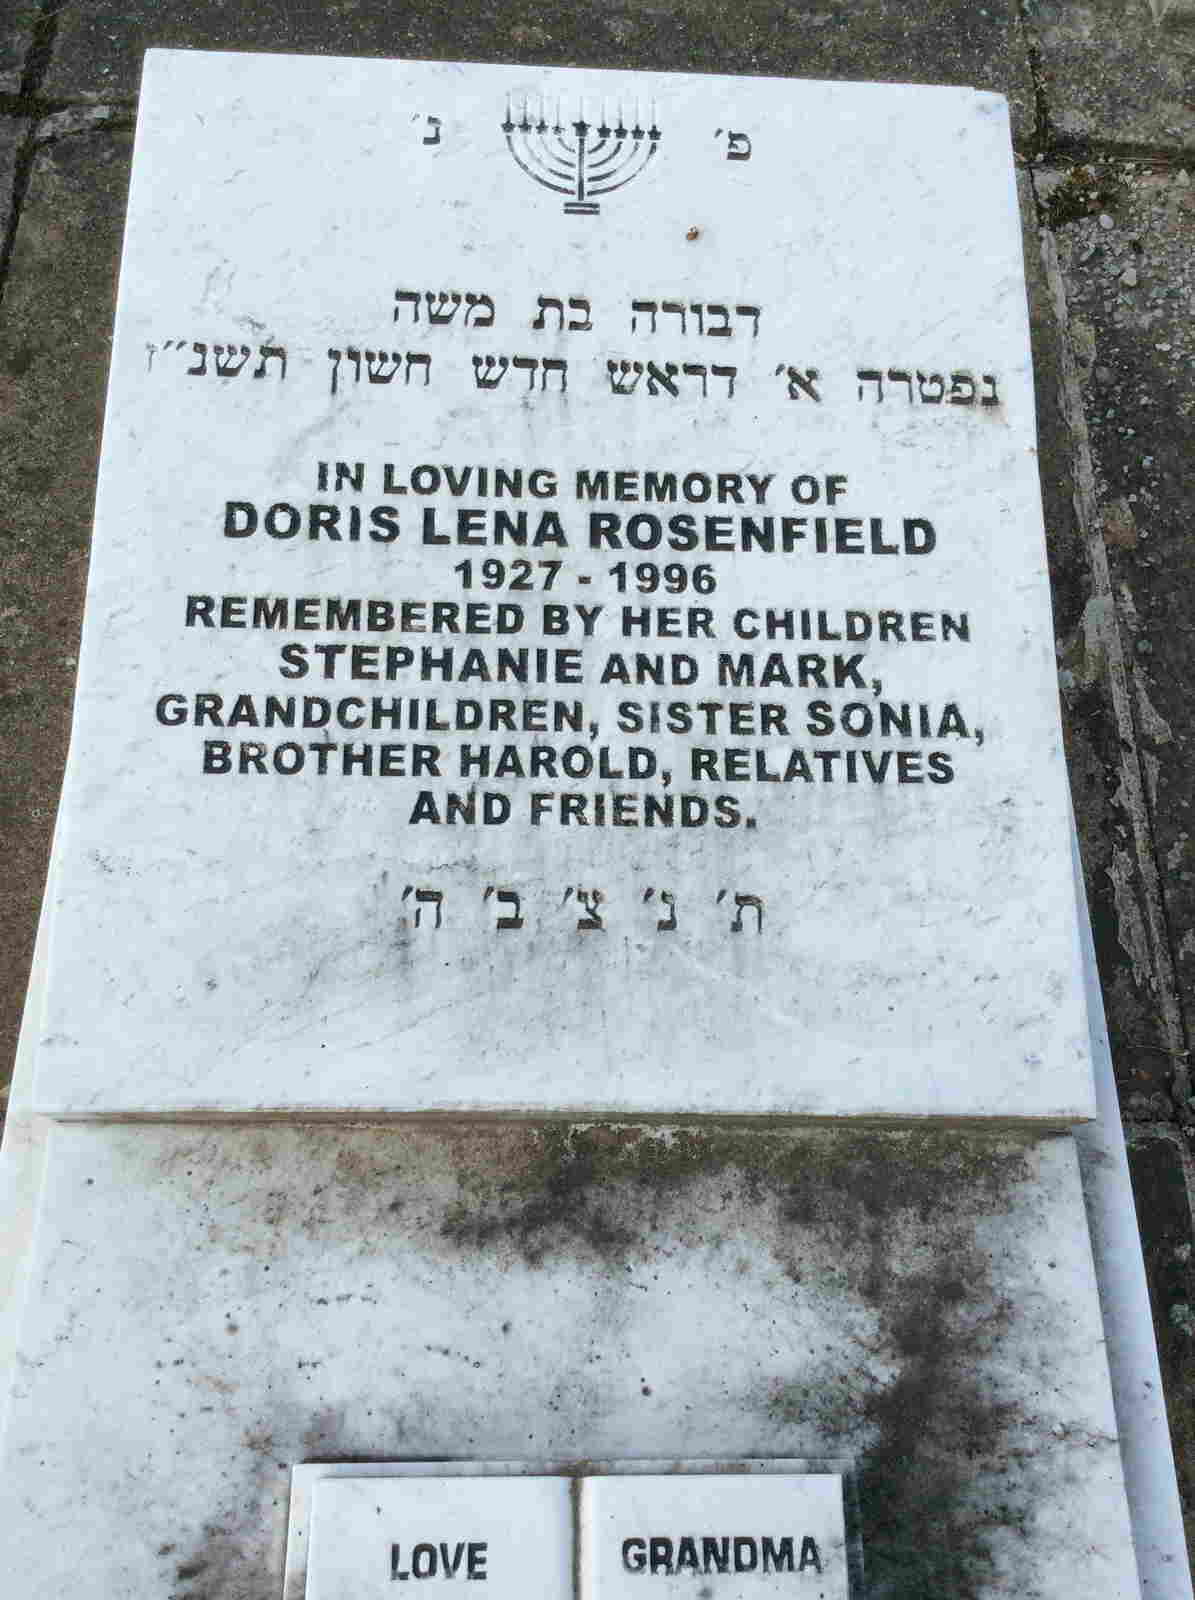 פ׳ נ׳
דבורה בת משה
נפטרה א׳ דראש חדש חשון תשנ״ז
IN LOVING MEMORY OF
DORIS LENA ROSENFIELD
1927 - 1996
REMEMBERED BY HER CHILDREN
STEPHANIE AND MARK,
GRANDCHILDREN, SISTER SONIA,
BROTHER HAROLD, RELATIVES
AND FRIENDS.
ת׳ נ׳ צ׳ ב׳ ה׳
LOVE GRANDMA